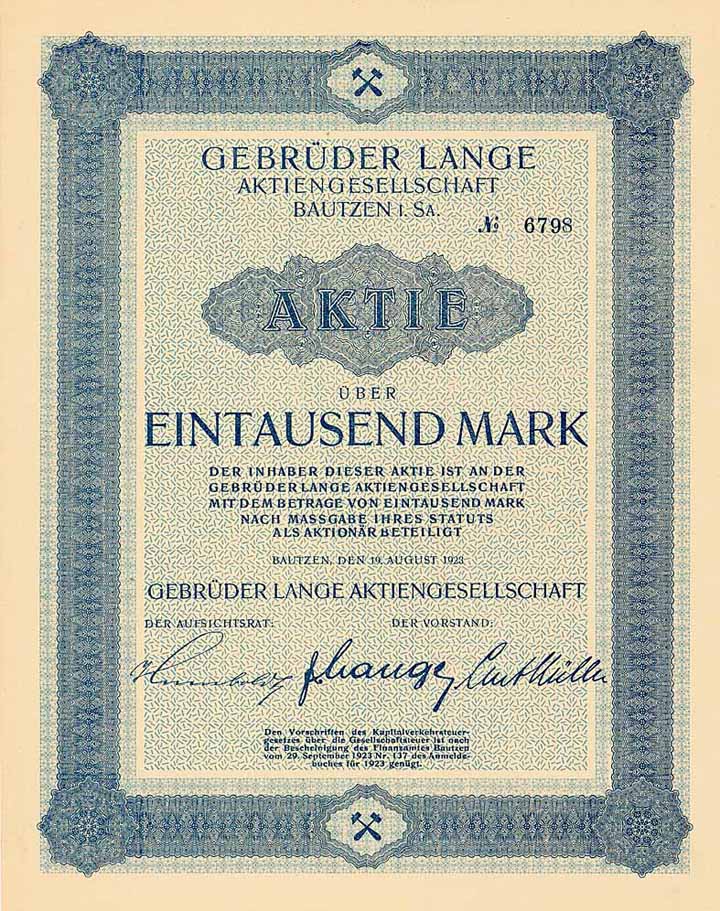 GEBRÜDER LANGE
AKTIENGESELLSCHAFT
BAUTZEN I. SA.
№ 6798
AKTIE
ÜBER
EINTAUSEND MARK
DER INHABER DIESER AKTIE IST AN DER
GEBRÜDER LANGE AKTIENGESELLSCHAFT
MIT DEM BETRAGE VON EINTAUSEND MARK
NACH MASSGABE IHRES STATUTS
ALS AKTIONÄR BETEILIGT
BAUTZEN, DEN 19. AUGUST 1923
GEBRÜDER LANGE AKTIENGESELLSCHAFT
DER AUFSICHTSRAT: DER VORSTAND:
Curt Müller
Den Vorschriften des Kapitalverkehrsteuer-
gesetzes über die Gesellschaftsteuer ist nach
der Bescheinigung des Finanzamtes Bautzen
vom 29. September 1923 Nr. 137 des Anmelde-
buches für 1923 genügt.